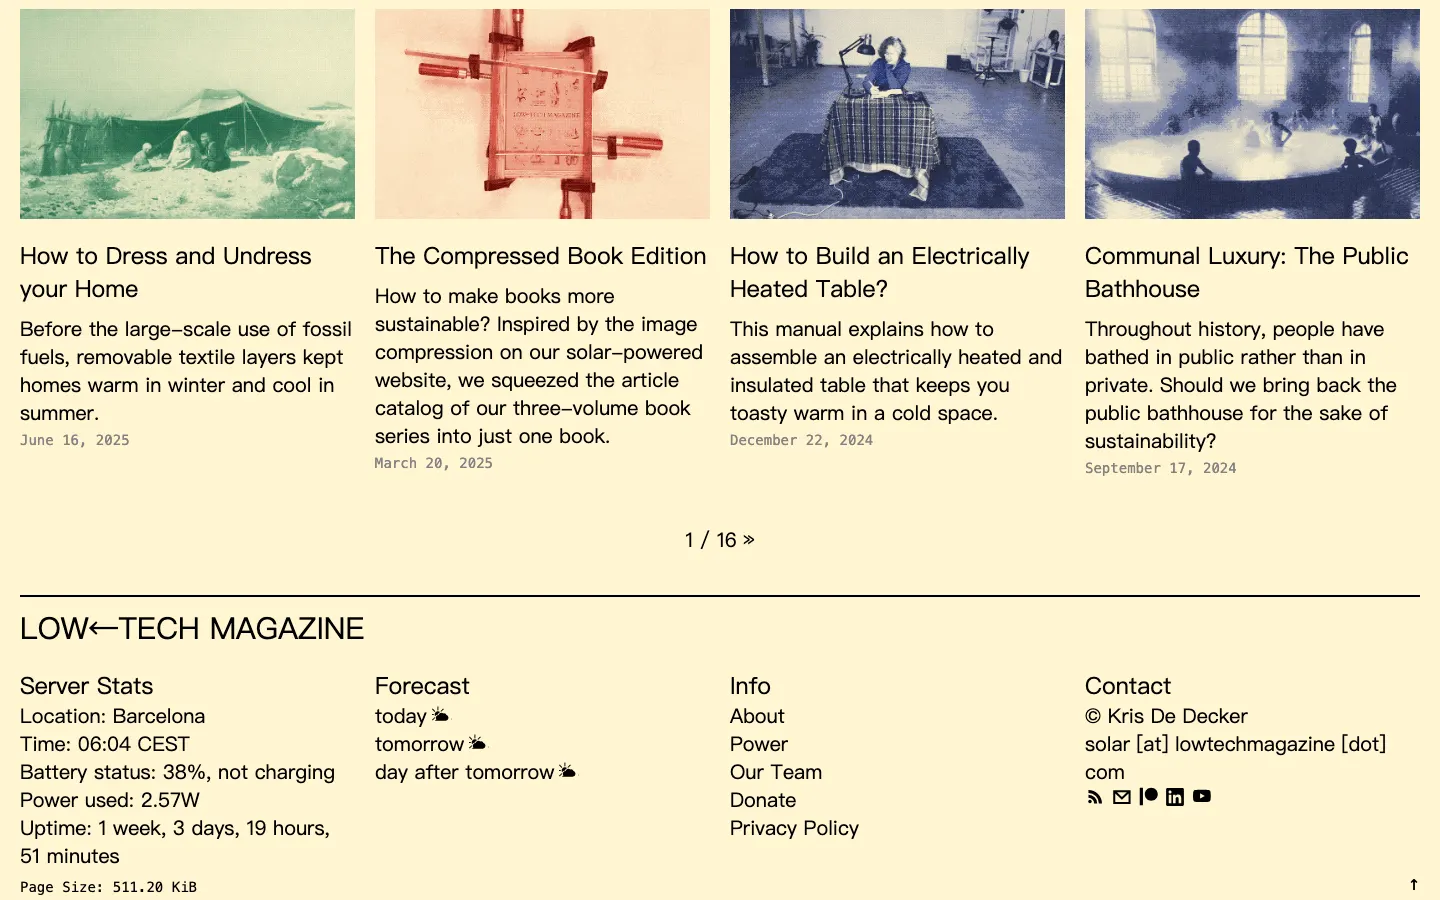 LOW-TECH MAGAZINE
How to Dress and Undress
your Home
Before the large–scale use of fossil
fuels, removable textile layers kept
homes warm in winter and cool in
summer.
June 16, 2025
The Compressed Book Edition
How to make books more
sustainable? Inspired by the image
compression on our solar–powered
website, we squeezed the article
catalog of our three–volume book
series into just one book.
March 20, 2025
How to Build an Electrically
Heated Table?
This manual explains how to
assemble an electrically heated and
insulated table that keeps you
toasty warm in a cold space.
December 22, 2024
Communal Luxury: The Public
Bathhouse
Throughout history, people have
bathed in public rather than in
private. Should we bring back the
public bathhouse for the sake of
sustainability?
September 17, 2024
1 / 16 »
LOW←TECH MAGAZINE
Server Stats
Location: Barcelona
Time: 06:04 CEST
Battery status: 38%, not charging
Power used: 2.57W
Uptime: 1 week, 3 days, 19 hours,
51 minutes
Forecast
today
tomorrow
day after tomorrow
Info
About
Power
Our Team
Donate
Privacy Policy
Contact
© Kris De Decker
solar [at] lowtechmagazine [dot]
com
Page Size: 511.20 KiB
↑